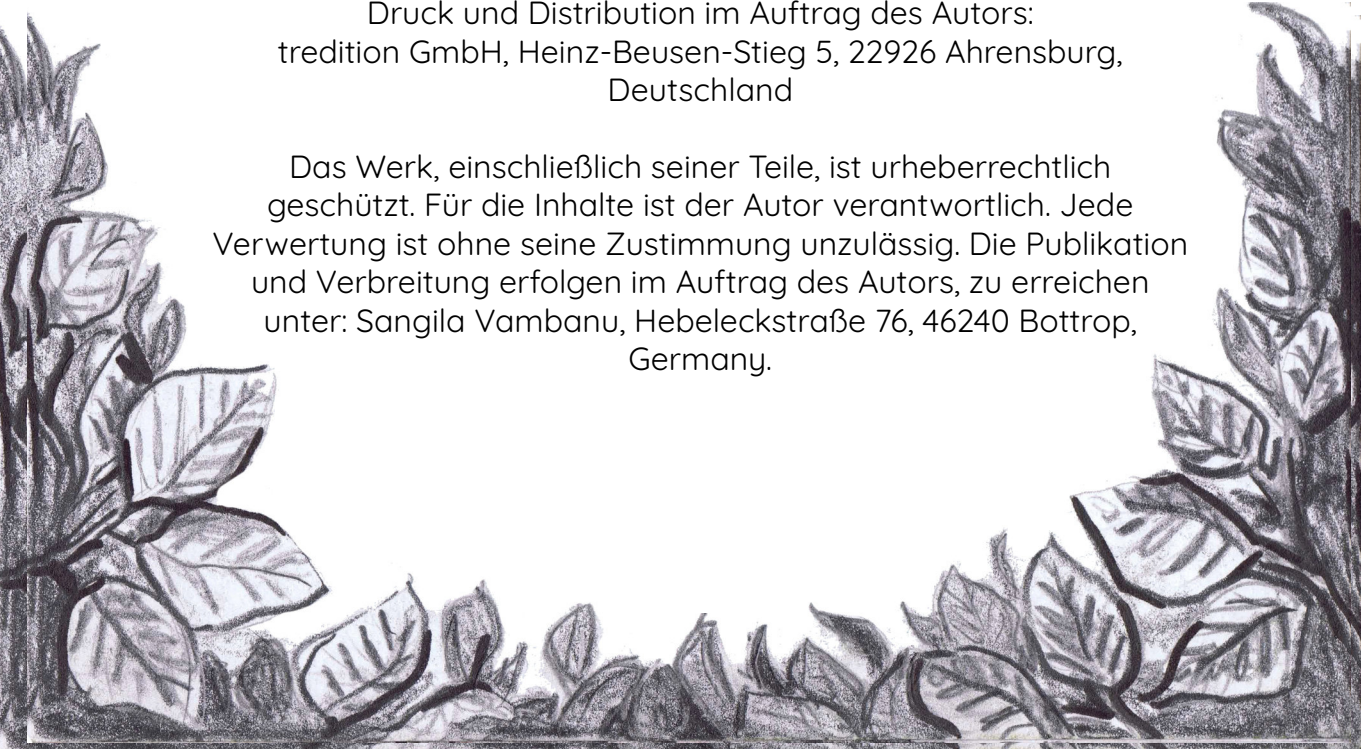 Druck und Distribution im Auftrag des Autors:
tredition GmbH, Heinz-Beusen-Stieg 5, 22926 Ahrensburg,
Deutschland
Das Werk, einschließlich seiner Teile, ist urheberrechtlich
geschützt. Für die Inhalte ist der Autor verantwortlich. Jede
Verwertung ist ohne seine Zustimmung unzulässig. Die Publikation
und Verbreitung erfolgen im Auftrag des Autors, zu erreichen
unter: Sangila Vambanu, Hebeleckstraße 76, 46240 Bottrop,
Germany.